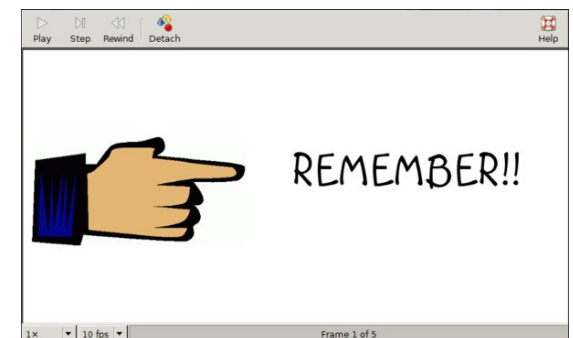 Play Step Rewind Detach Help
REMEMBER!!
1× 10 fps Frame 1 of 5